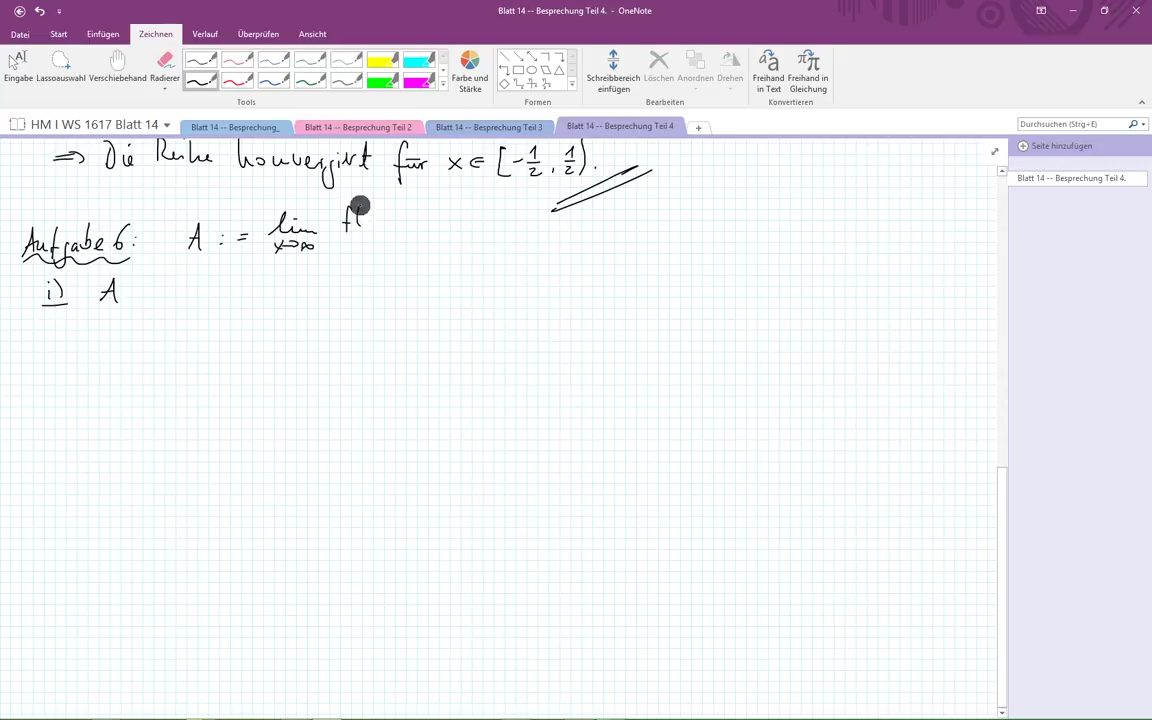 Blatt 14 -- Besprechung Teil 4. - OneNote
Datei Start Einfügen Zeichnen Verlauf Überprüfen Ansicht
Eingabe Lassoauswahl Verschiebehand Radierer
Farbe und Stärke
Schreibbereich einfügen
Löschen Anordnen Drehen
Freihand in Text
Freihand in Gleichung
Tools Formen Bearbeiten Konvertieren
HM I WS 1617 Blatt 14
Blatt 14 -- Besprechung_
Blatt 14 -- Besprechung Teil 2
Blatt 14 -- Besprechung Teil 3
Blatt 14 -- Besprechung Teil 4
Durchsuchen (Strg+E)
Seite hinzufügen
Blatt 14 -- Besprechung Teil 4.
⇒ Die Reihe konvergirt für x ∈ [-1/2, 1/2).
Aufgabe 6: A := lim x→∞ f(
i) A